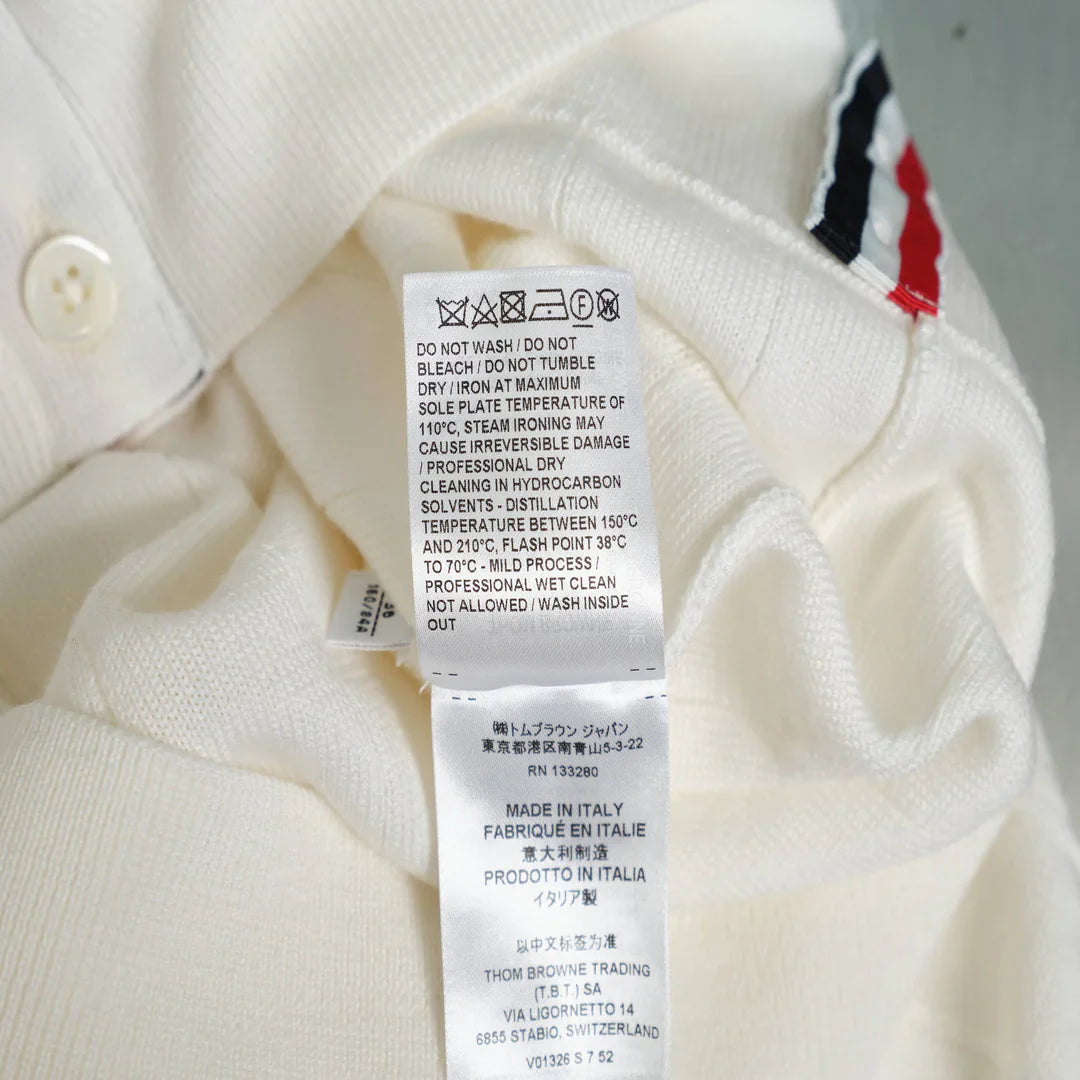 F W
DO NOT WASH / DO NOT
BLEACH / DO NOT TUMBLE
DRY / IRON AT MAXIMUM
SOLE PLATE TEMPERATURE OF
110°C, STEAM IRONING MAY
CAUSE IRREVERSIBLE DAMAGE
/ PROFESSIONAL DRY
CLEANING IN HYDROCARBON
SOLVENTS - DISTILLATION
TEMPERATURE BETWEEN 150°C
AND 210°C, FLASH POINT 38°C
TO 70°C - MILD PROCESS /
PROFESSIONAL WET CLEAN
NOT ALLOWED / WASH INSIDE
OUT
160/84A
㈱トムブラウン ジャパン
東京都港区南青山5-3-22
RN 133280
MADE IN ITALY
FABRIQUÉ EN ITALIE
意大利制造
PRODOTTO IN ITALIA
イタリア製
以中文标签为准
THOM BROWNE TRADING
(T.B.T.) SA
VIA LIGORNETTO 14
6855 STABIO, SWITZERLAND
V01326 S 7 52